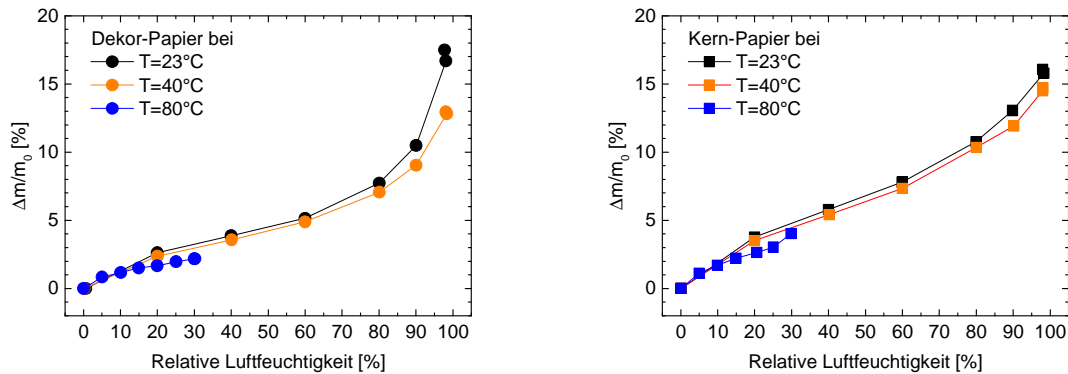 20
15
10
5
0
Δm/m₀ [%]
Dekor-Papier bei
T=23°C
T=40°C
T=80°C
0 10 20 30 40 50 60 70 80 90 100
Relative Luftfeuchtigkeit [%]
20
15
10
5
0
Δm/m₀ [%]
Kern-Papier bei
T=23°C
T=40°C
T=80°C
0 10 20 30 40 50 60 70 80 90 100
Relative Luftfeuchtigkeit [%]